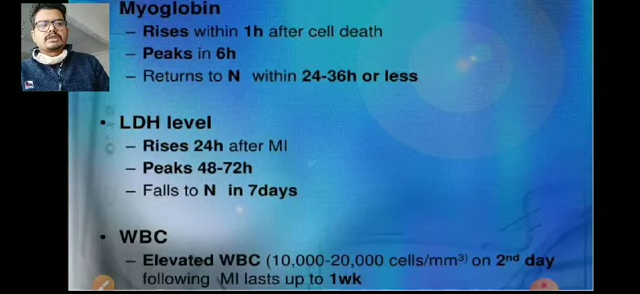 Myoglobin
– Rises within 1h after cell death
– Peaks in 6h
– Returns to N within 24-36h or less
• LDH level
– Rises 24h after MI
– Peaks 48-72h
– Falls to N in 7days
• WBC
– Elevated WBC (10,000-20,000 cells/mm³) on 2nd day
following MI lasts up to 1wk